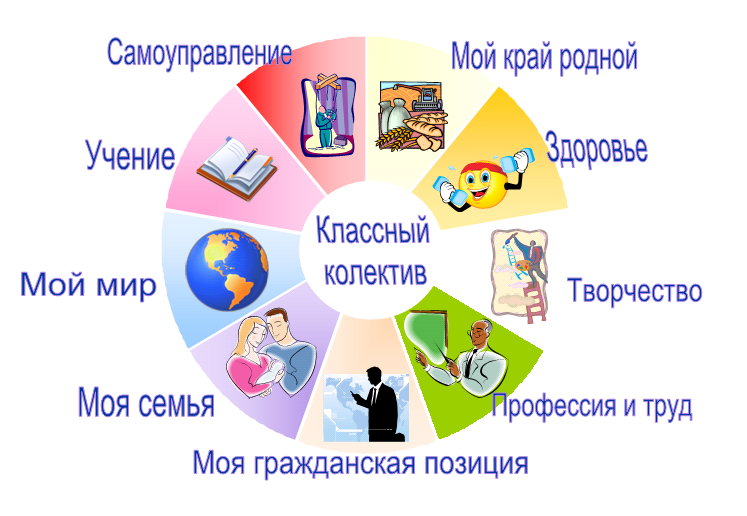 Самоуправление
Мой край родной
Учение
Здоровье
Классный
колектив
Мой мир
Творчество
Моя семья
Профессия и труд
Моя гражданская позиция